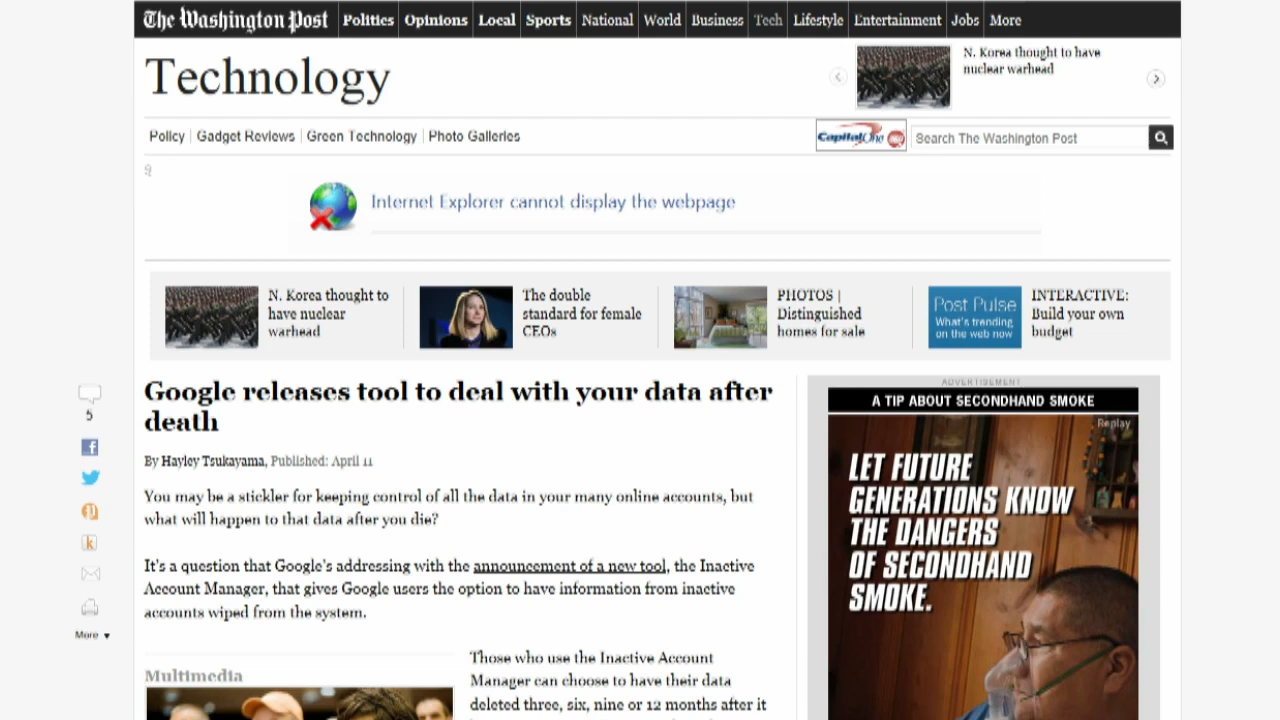 The Washington Post Politics Opinions Local Sports National World Business Tech Lifestyle Entertainment Jobs More
Technology
N. Korea thought to have
nuclear warhead
Policy Gadget Reviews Green Technology Photo Galleries
CapitalOne
Search The Washington Post
Internet Explorer cannot display the webpage
N. Korea thought to
have nuclear
warhead
The double
standard for female
CEOs
PHOTOS |
Distinguished
homes for sale
Post Pulse
What's trending
on the web now
INTERACTIVE:
Build your own
budget
Google releases tool to deal with your data after
death
By Hayley Tsukayama, Published: April 11
You may be a stickler for keeping control of all the data in your many online accounts, but
what will happen to that data after you die?
It's a question that Google's addressing with the announcement of a new tool, the Inactive
Account Manager, that gives Google users the option to have information from inactive
accounts wiped from the system.
Multimedia
Those who use the Inactive Account
Manager can choose to have their data
deleted three, six, nine or 12 months after it
5
More
ADVERTISEMENT
A TIP ABOUT SECONDHAND SMOKE
Replay
LET FUTURE
GENERATIONS KNOW
THE DANGERS
OF SECONDHAND
SMOKE.